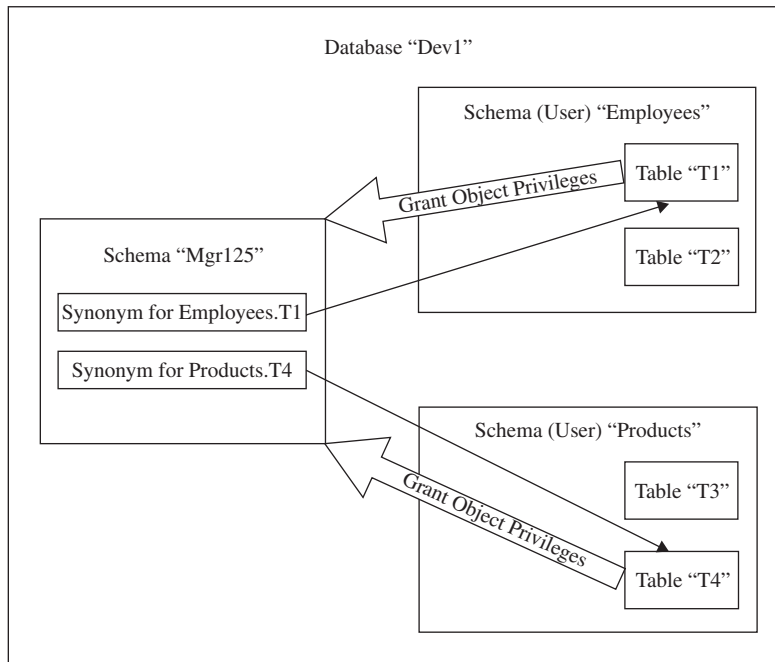 Database “Dev1”
Schema (User) “Employees”
Table “T1”
Grant Object Privileges
Table “T2”
Schema “Mgr125”
Synonym for Employees.T1
Synonym for Products.T4
Schema (User) “Products”
Table “T3”
Grant Object Privileges
Table “T4”